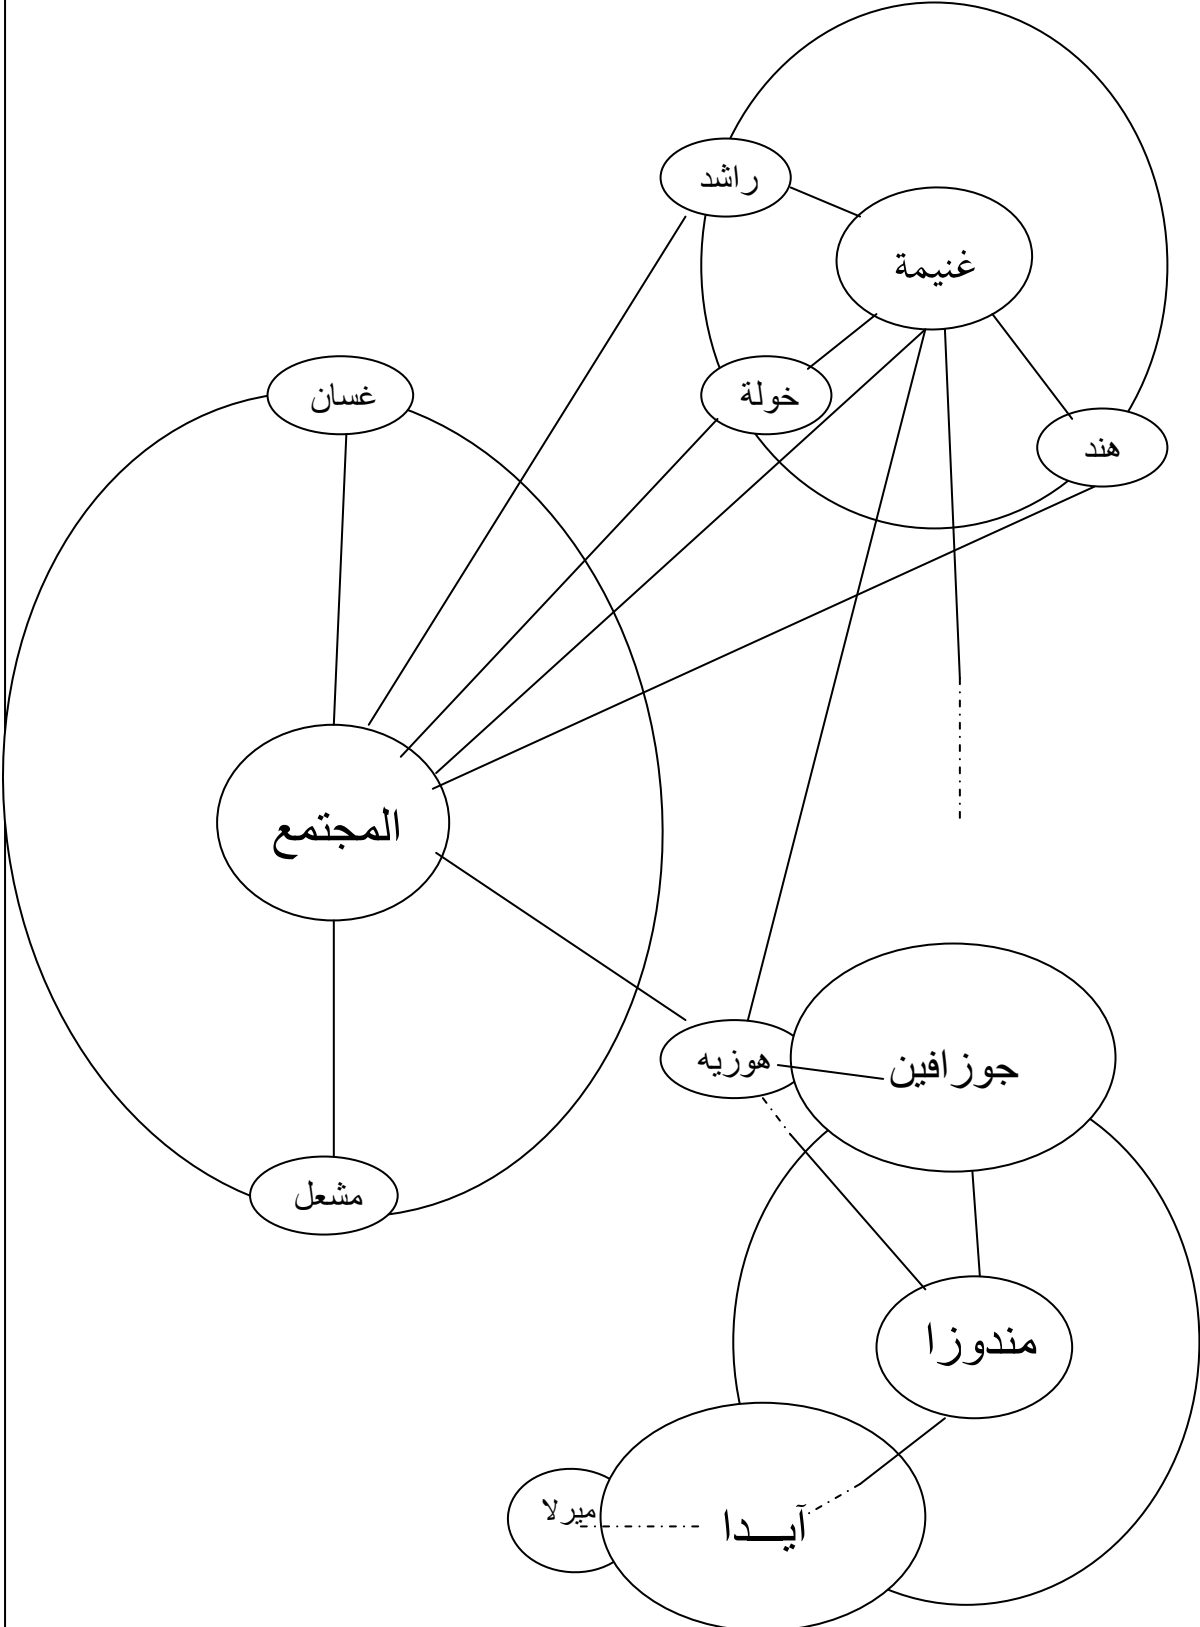 راشد
غنيمة
غسان
خولة
هند
المجتمع
هوزيه
جوزافين
مشعل
مندوزا
ميرلا
آيــدا